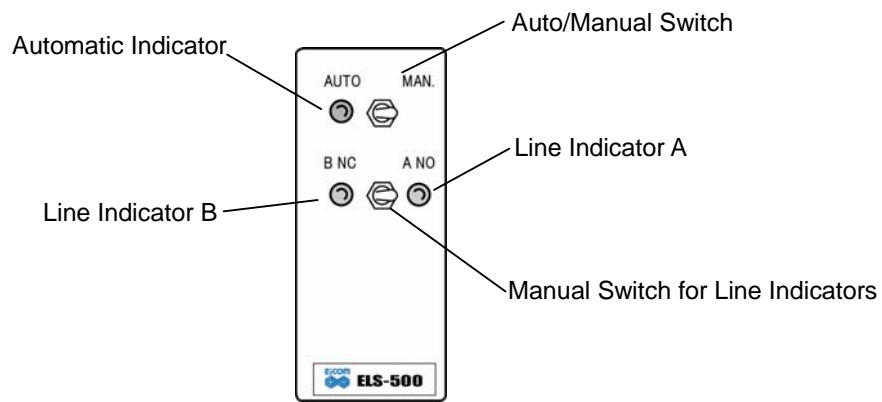 Auto/Manual Switch
Automatic Indicator
AUTO MAN.
B NC A NO
Line Indicator A
Line Indicator B
Manual Switch for Line Indicators
EiCOM ELS-500